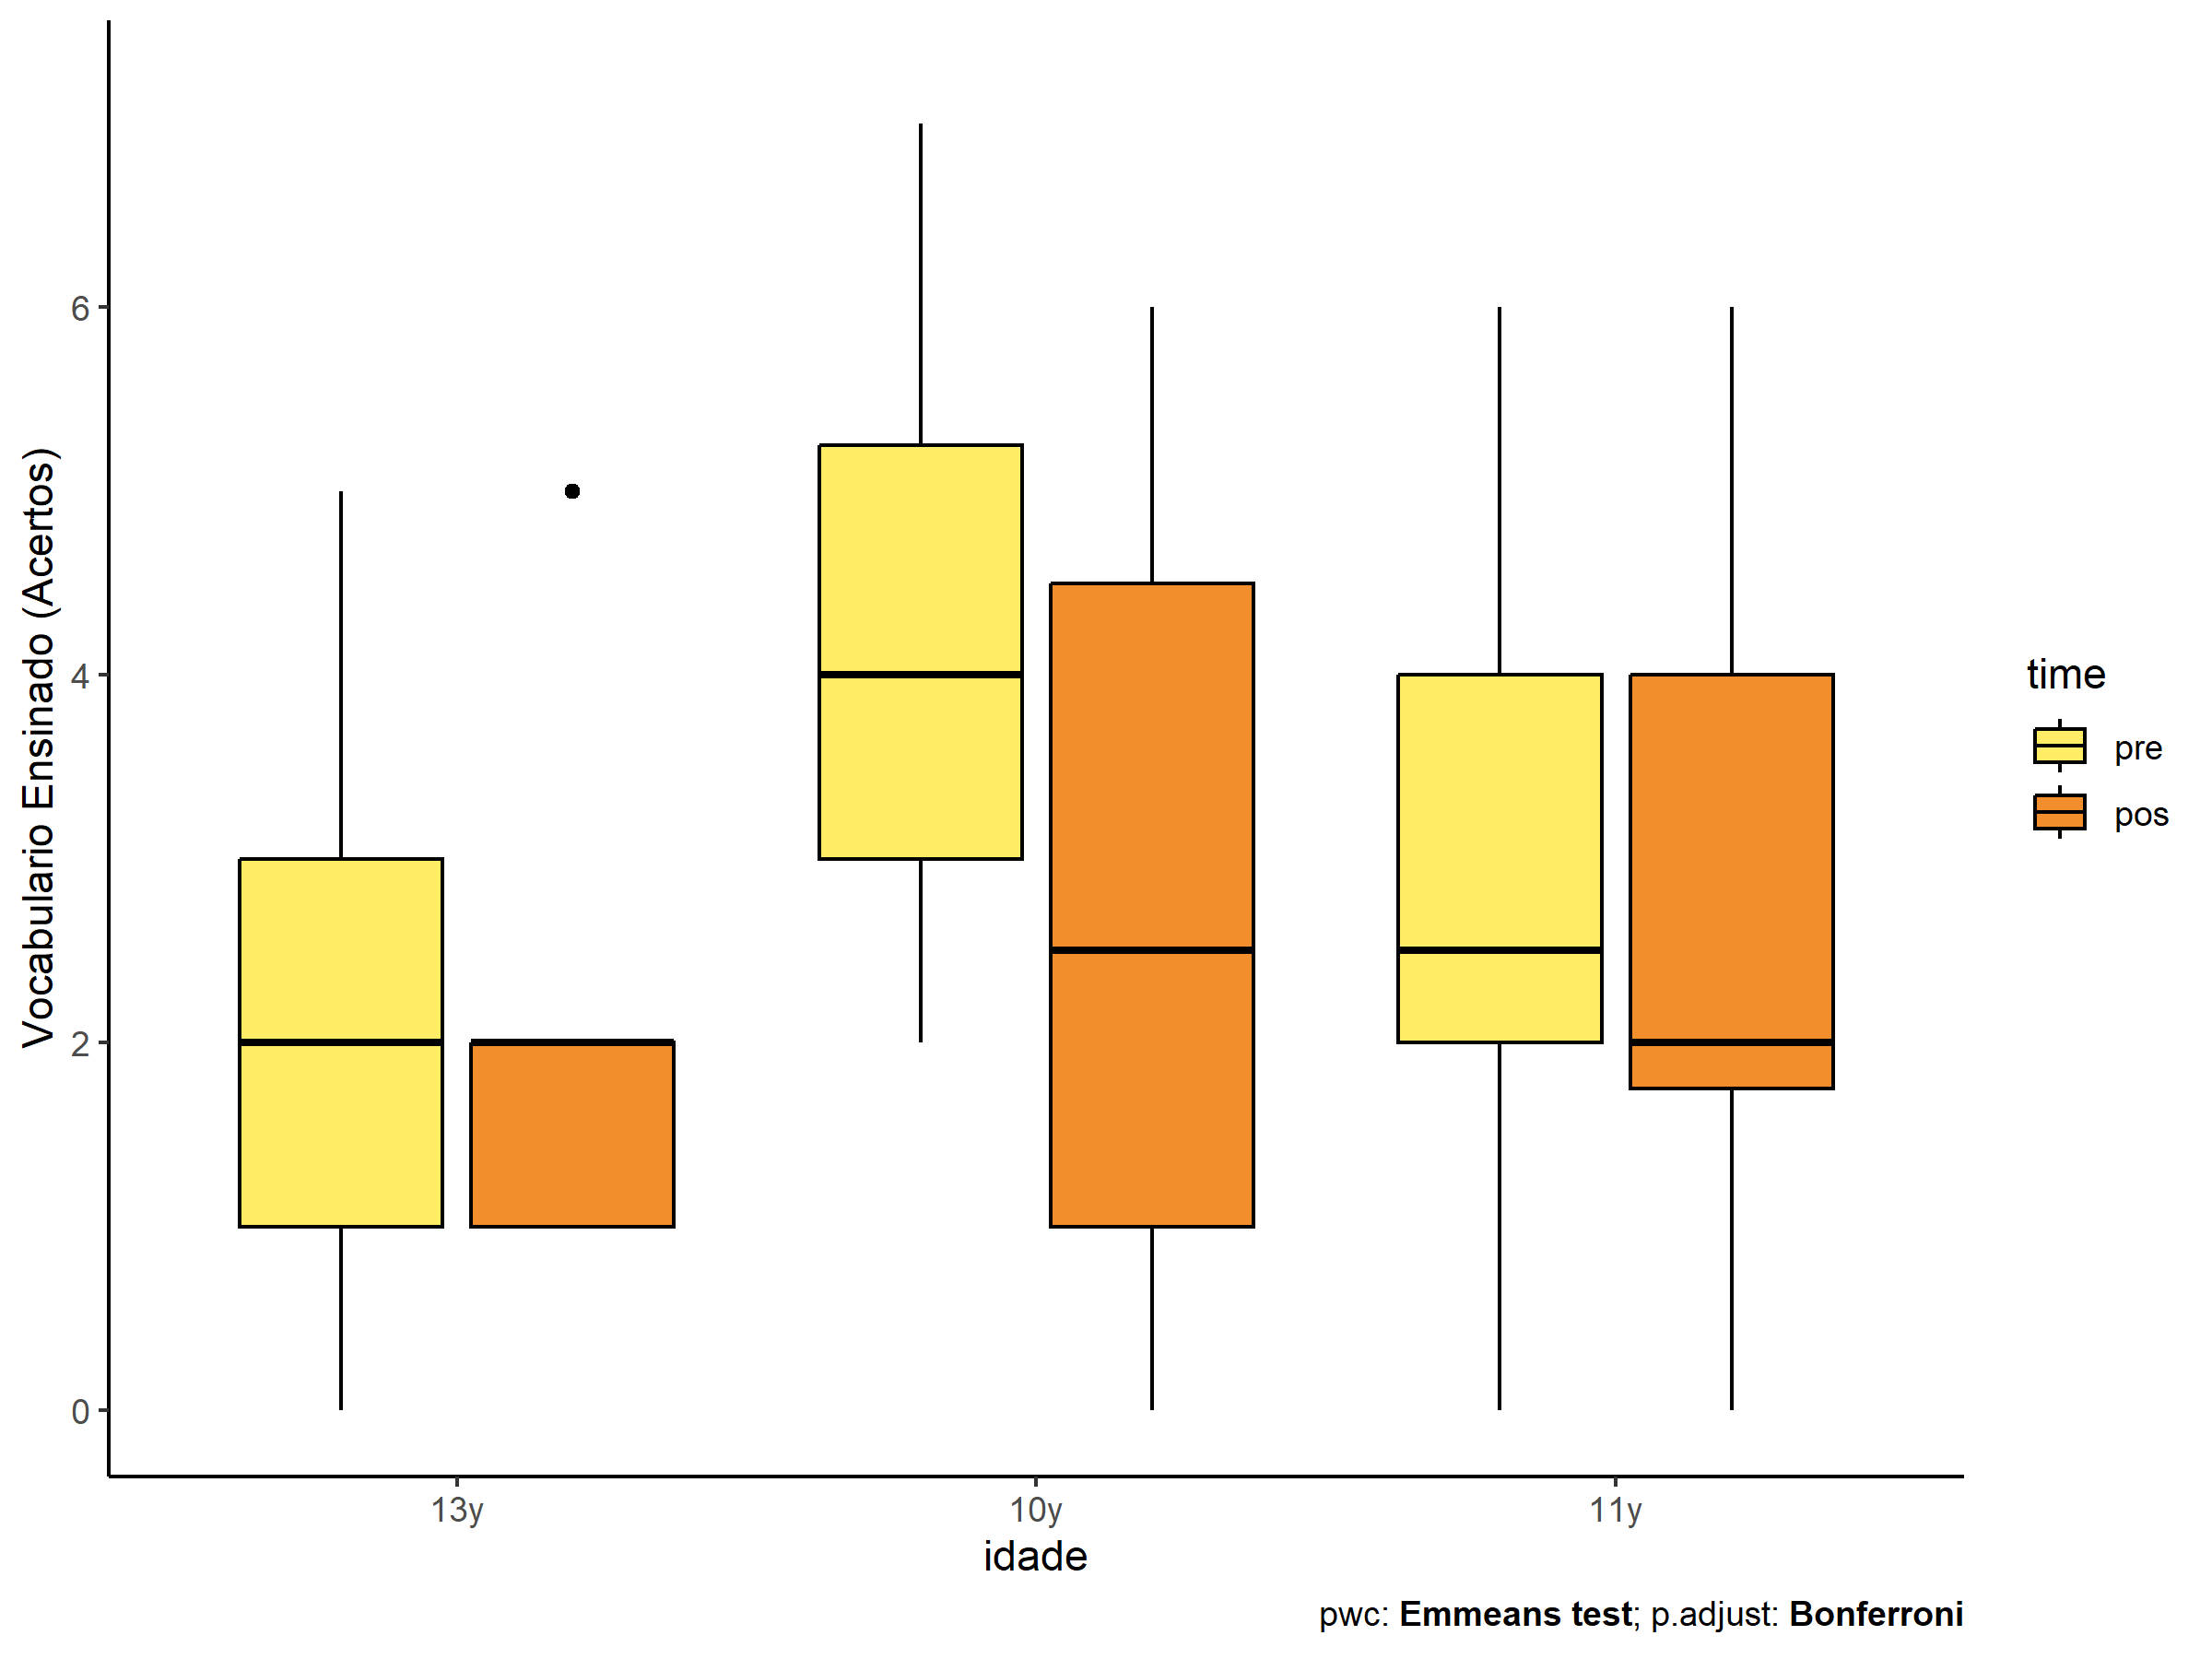 Vocabulario Ensinado (Acertos)
6
4
2
0
13y
10y
11y
idade
time
pre
pos
pwc: Emmeans test; p.adjust: Bonferroni